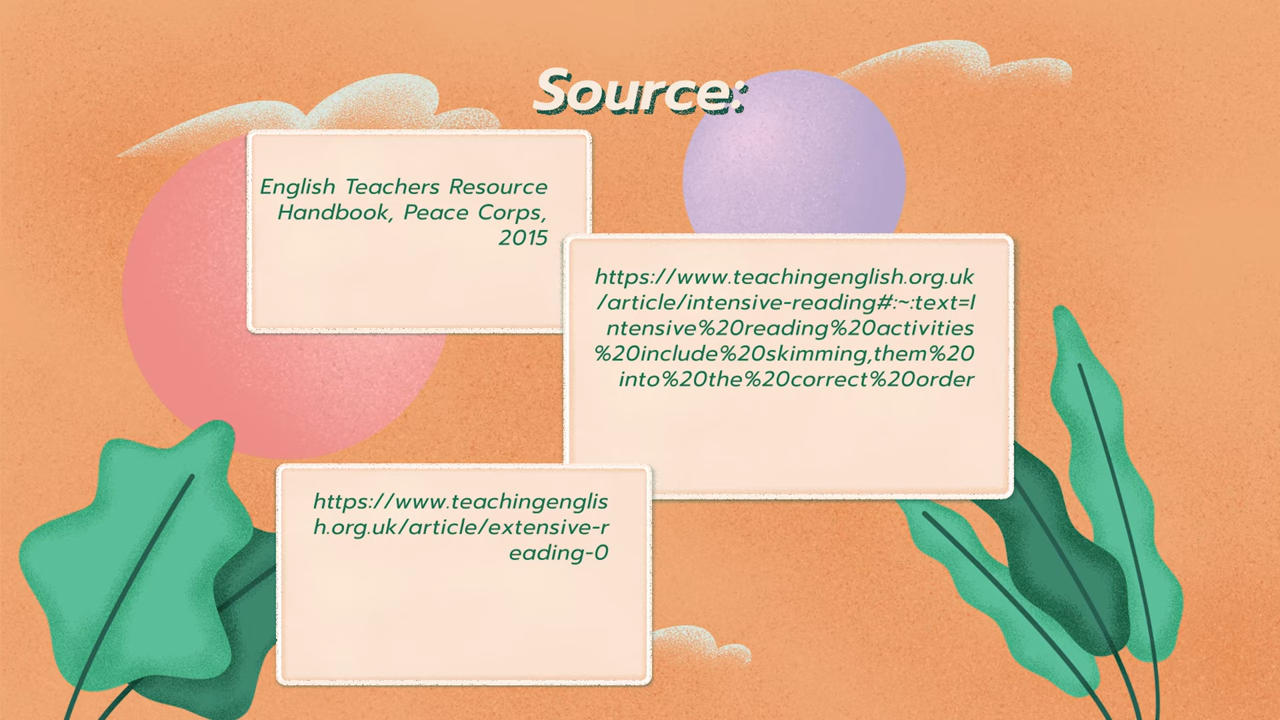 Source:
English Teachers Resource
Handbook, Peace Corps,
2015
https://www.teachingenglish.org.uk
/article/intensive-reading#:~:text=I
ntensive%20reading%20activities
%20include%20skimming,them%20
into%20the%20correct%20order
https://www.teachingenglis
h.org.uk/article/extensive-r
eading-0